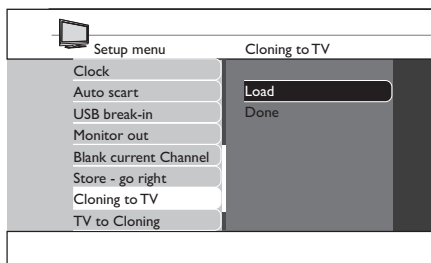 Setup menu
Cloning to TV
Clock
Auto scart
USB break-in
Monitor out
Blank current Channel
Store - go right
Cloning to TV
TV to Cloning
Load
Done